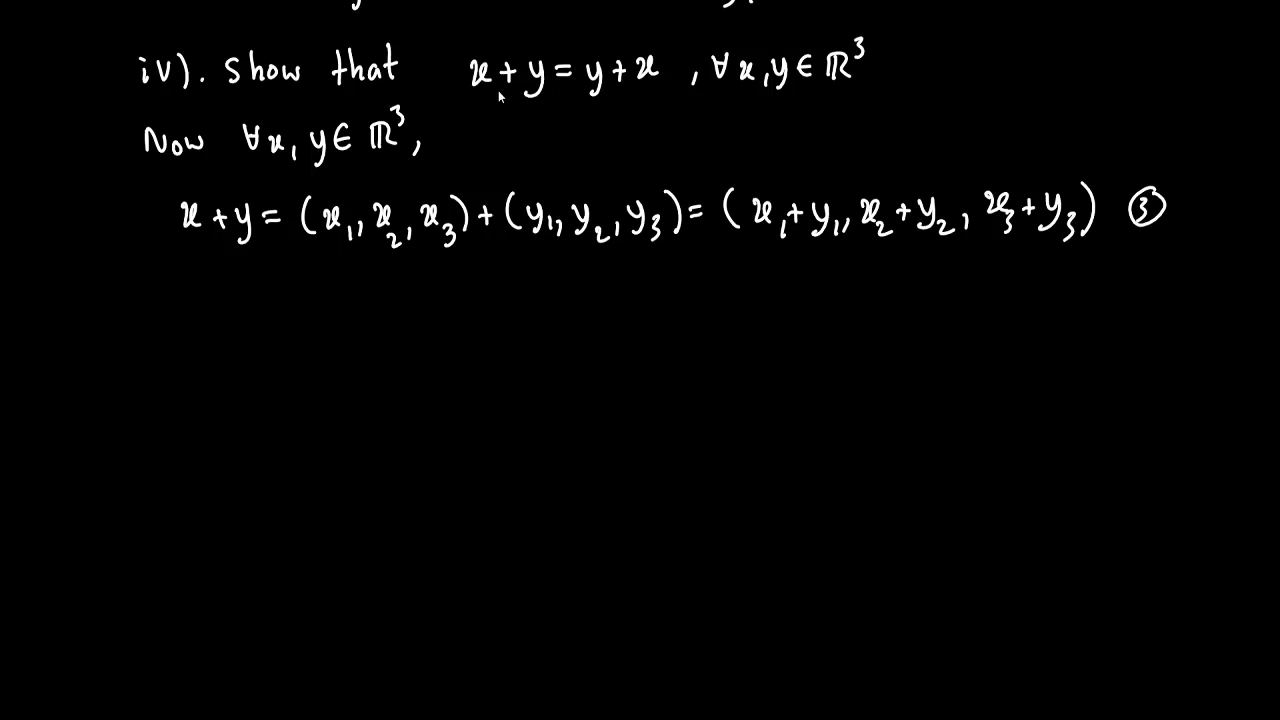 iv). Show that x + y = y + x , ∀ x, y ∈ ℝ³
Now ∀ x, y ∈ ℝ³,
x + y = (x₁, x₂, x₃) + (y₁, y₂, y₃) = (x₁ + y₁, x₂ + y₂, x₃ + y₃) ③